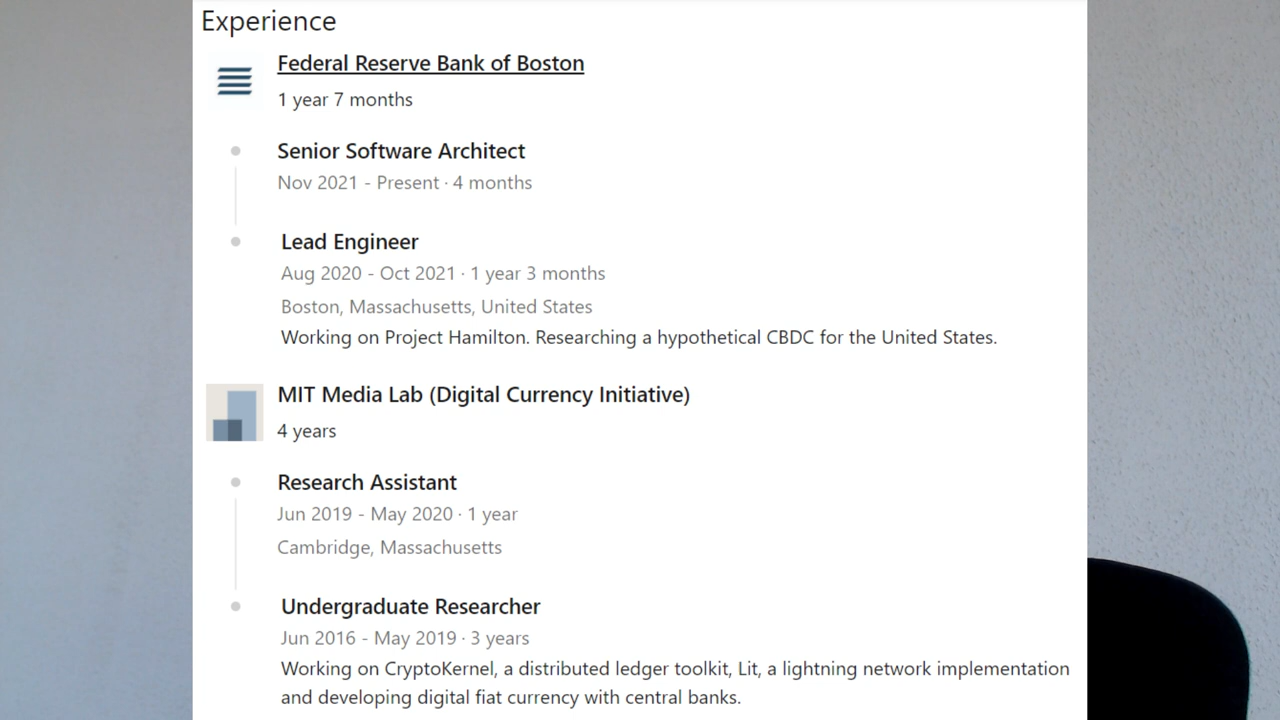 Experience
Federal Reserve Bank of Boston
1 year 7 months
Senior Software Architect
Nov 2021 - Present · 4 months
Lead Engineer
Aug 2020 - Oct 2021 · 1 year 3 months
Boston, Massachusetts, United States
Working on Project Hamilton. Researching a hypothetical CBDC for the United States.
MIT Media Lab (Digital Currency Initiative)
4 years
Research Assistant
Jun 2019 - May 2020 · 1 year
Cambridge, Massachusetts
Undergraduate Researcher
Jun 2016 - May 2019 · 3 years
Working on CryptoKernel, a distributed ledger toolkit, Lit, a lightning network implementation
and developing digital fiat currency with central banks.